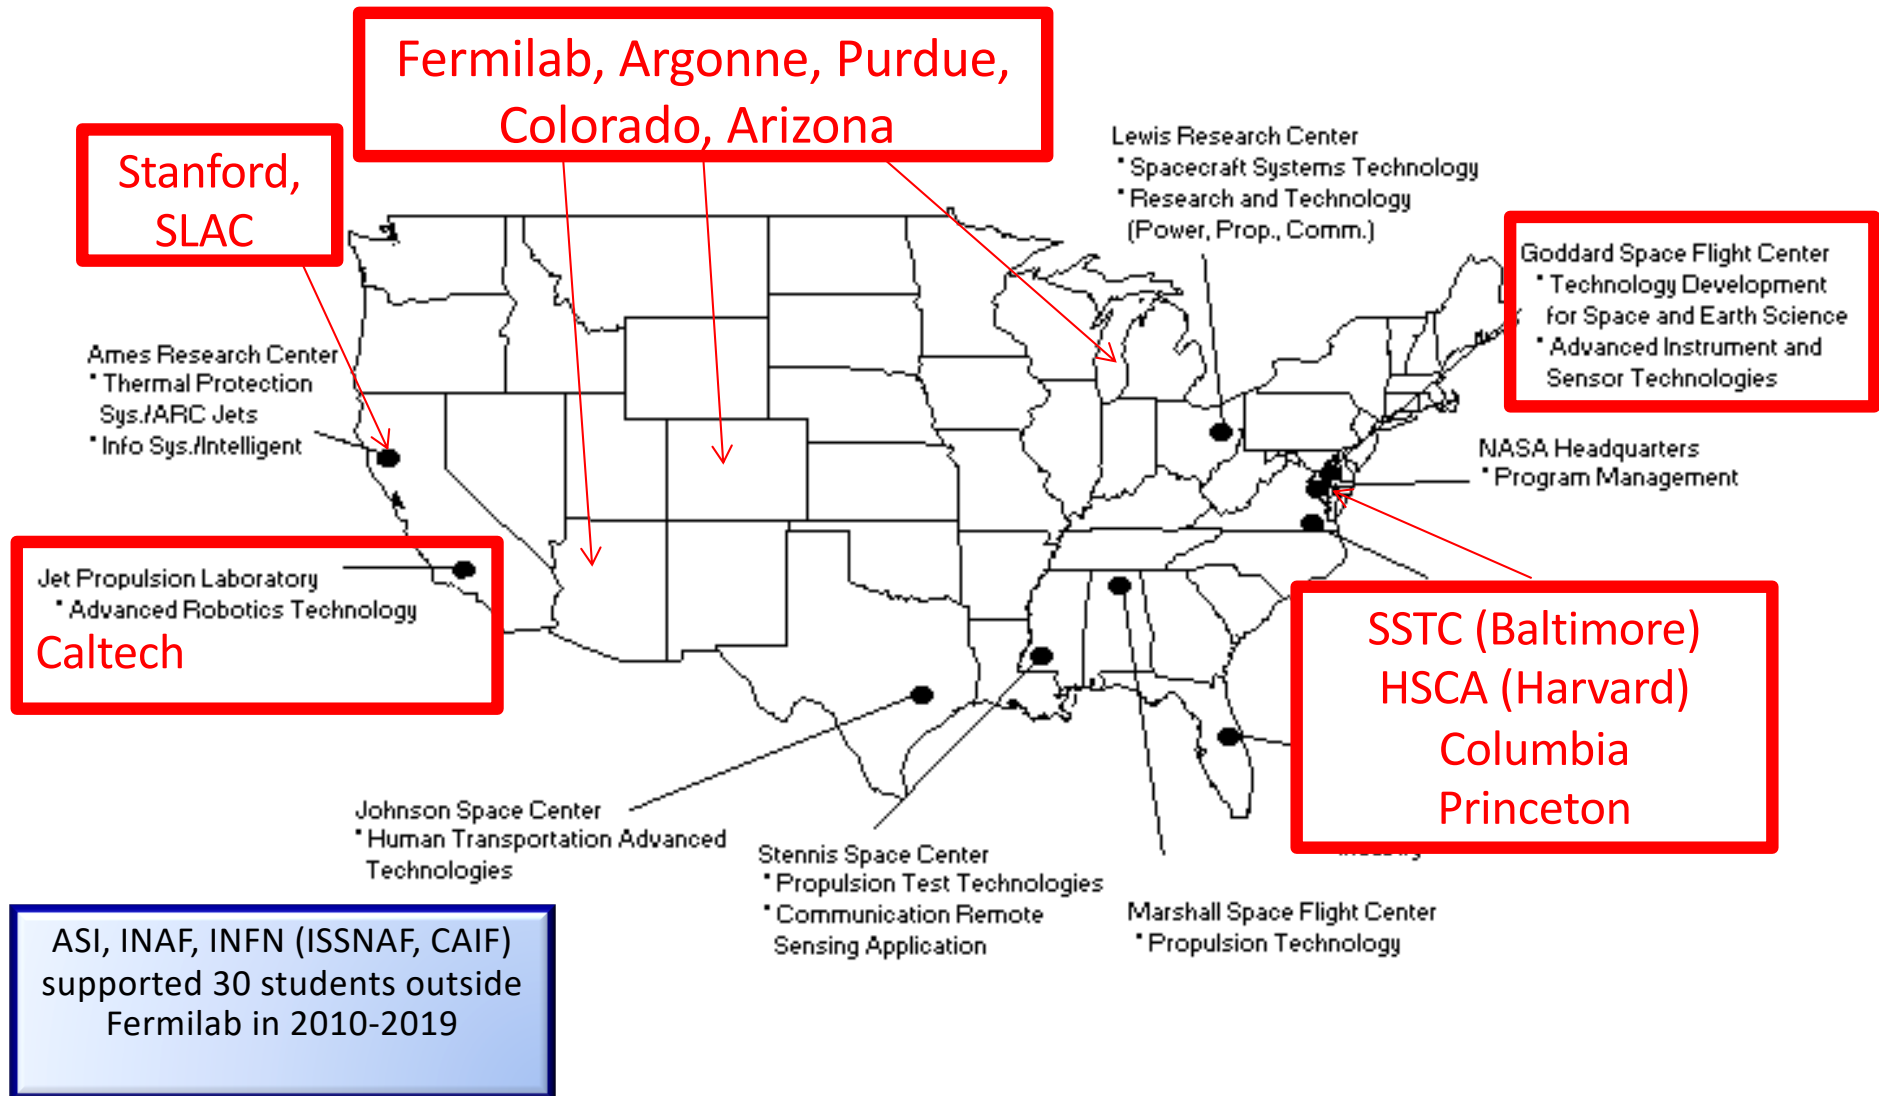 Fermilab, Argonne, Purdue,
Colorado, Arizona
Stanford,
SLAC
Lewis Research Center
* Spacecraft Systems Technology
* Research and Technology
(Power, Prop., Comm.)
Goddard Space Flight Center
* Technology Development
for Space and Earth Science
* Advanced Instrument and
Sensor Technologies
Ames Research Center
* Thermal Protection
Sys./ARC Jets
* Info Sys./Intelligent
NASA Headquarters
* Program Management
Jet Propulsion Laboratory
* Advanced Robotics Technology
Caltech
SSTC (Baltimore)
HSCA (Harvard)
Columbia
Princeton
Johnson Space Center
* Human Transportation Advanced
Technologies
Stennis Space Center
* Propulsion Test Technologies
* Communication Remote
Sensing Application
Marshall Space Flight Center
* Propulsion Technology
ASI, INAF, INFN (ISSNAF, CAIF)
supported 30 students outside
Fermilab in 2010-2019